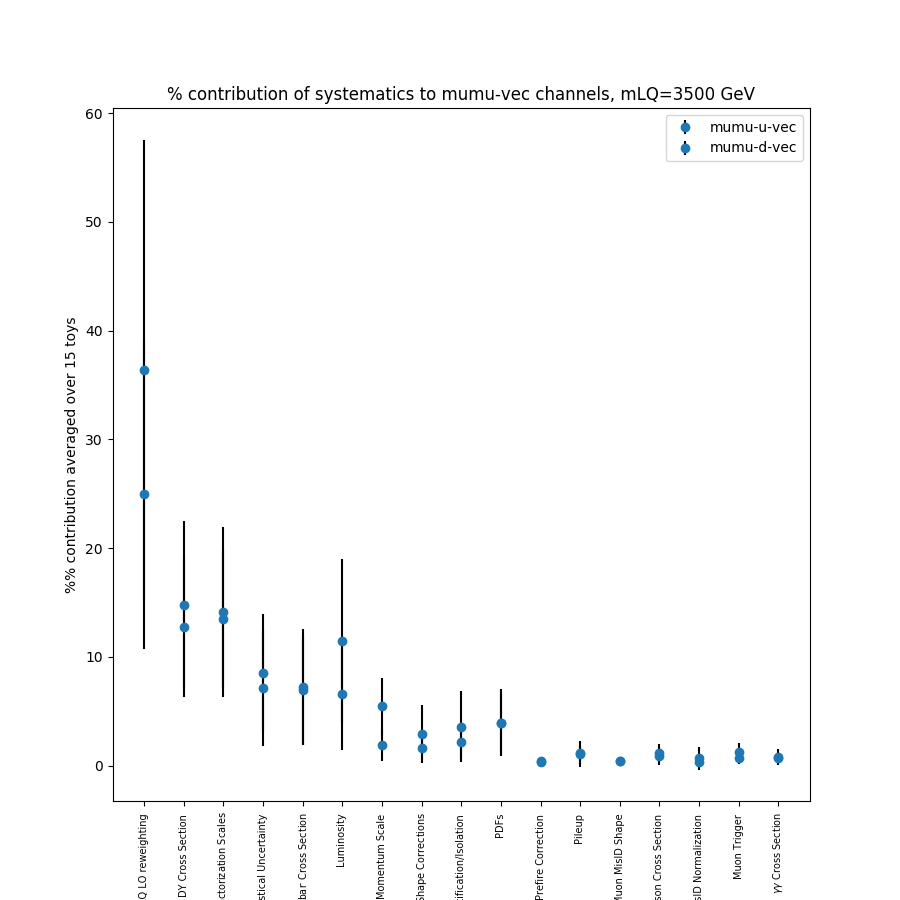 % contribution of systematics to mumu-vec channels, mLQ=3500 GeV
mumu-u-vec
mumu-d-vec
%% contribution averaged over 15 toys
60
50
40
30
20
10
0
Q LO reweighting
DY Cross Section
ctorization Scales
stical Uncertainty
bar Cross Section
Luminosity
Momentum Scale
Shape Corrections
tification/Isolation
PDFs
Prefire Correction
Pileup
Muon MisID Shape
son Cross Section
sID Normalization
Muon Trigger
γγ Cross Section